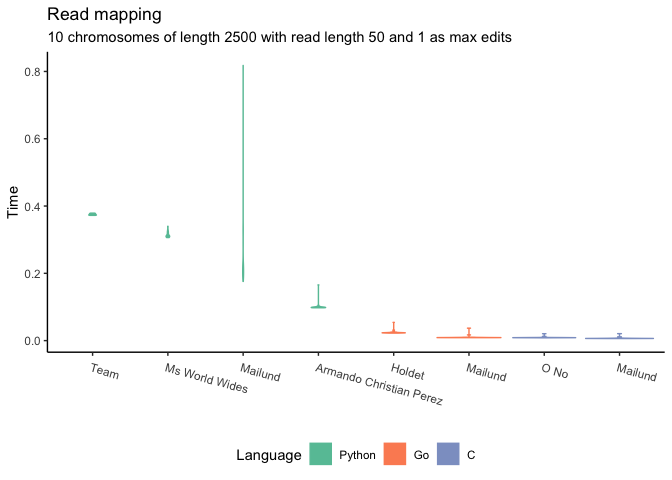 Read mapping
10 chromosomes of length 2500 with read length 50 and 1 as max edits
0.8
0.6
0.4
0.2
0.0
Time
Team
Ms World Wides
Mailund
Armando Christian Perez
Holdet
Mailund
O No
Mailund
Language Python Go C